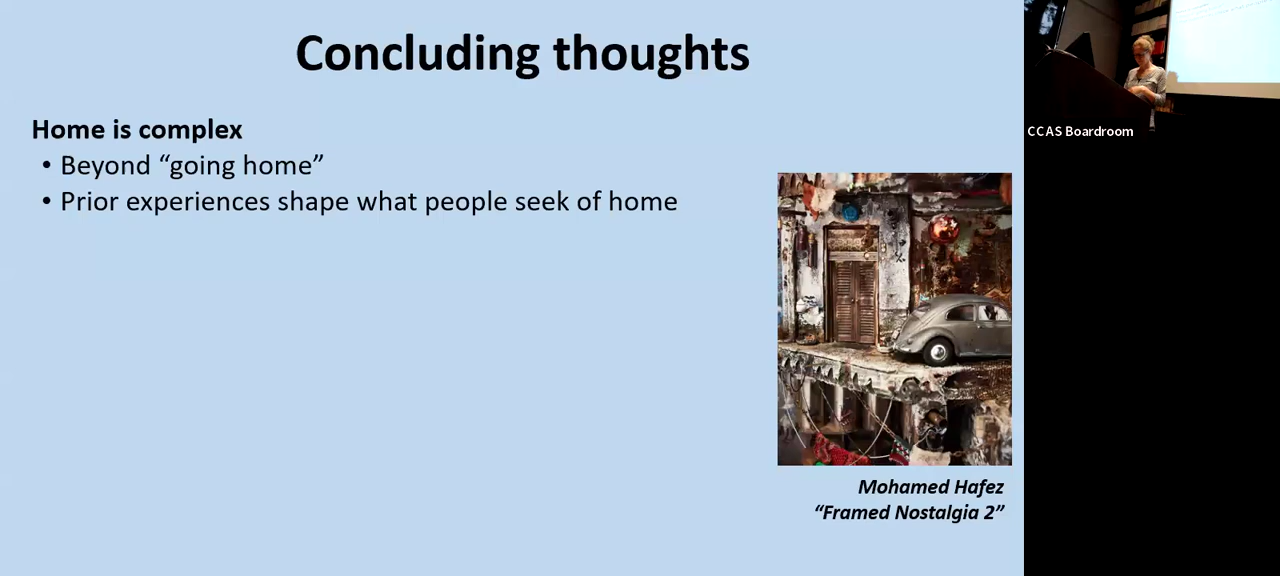 Concluding thoughts
Home is complex
• Beyond “going home”
• Prior experiences shape what people seek of home
Mohamed Hafez
“Framed Nostalgia 2”
CCAS Boardroom